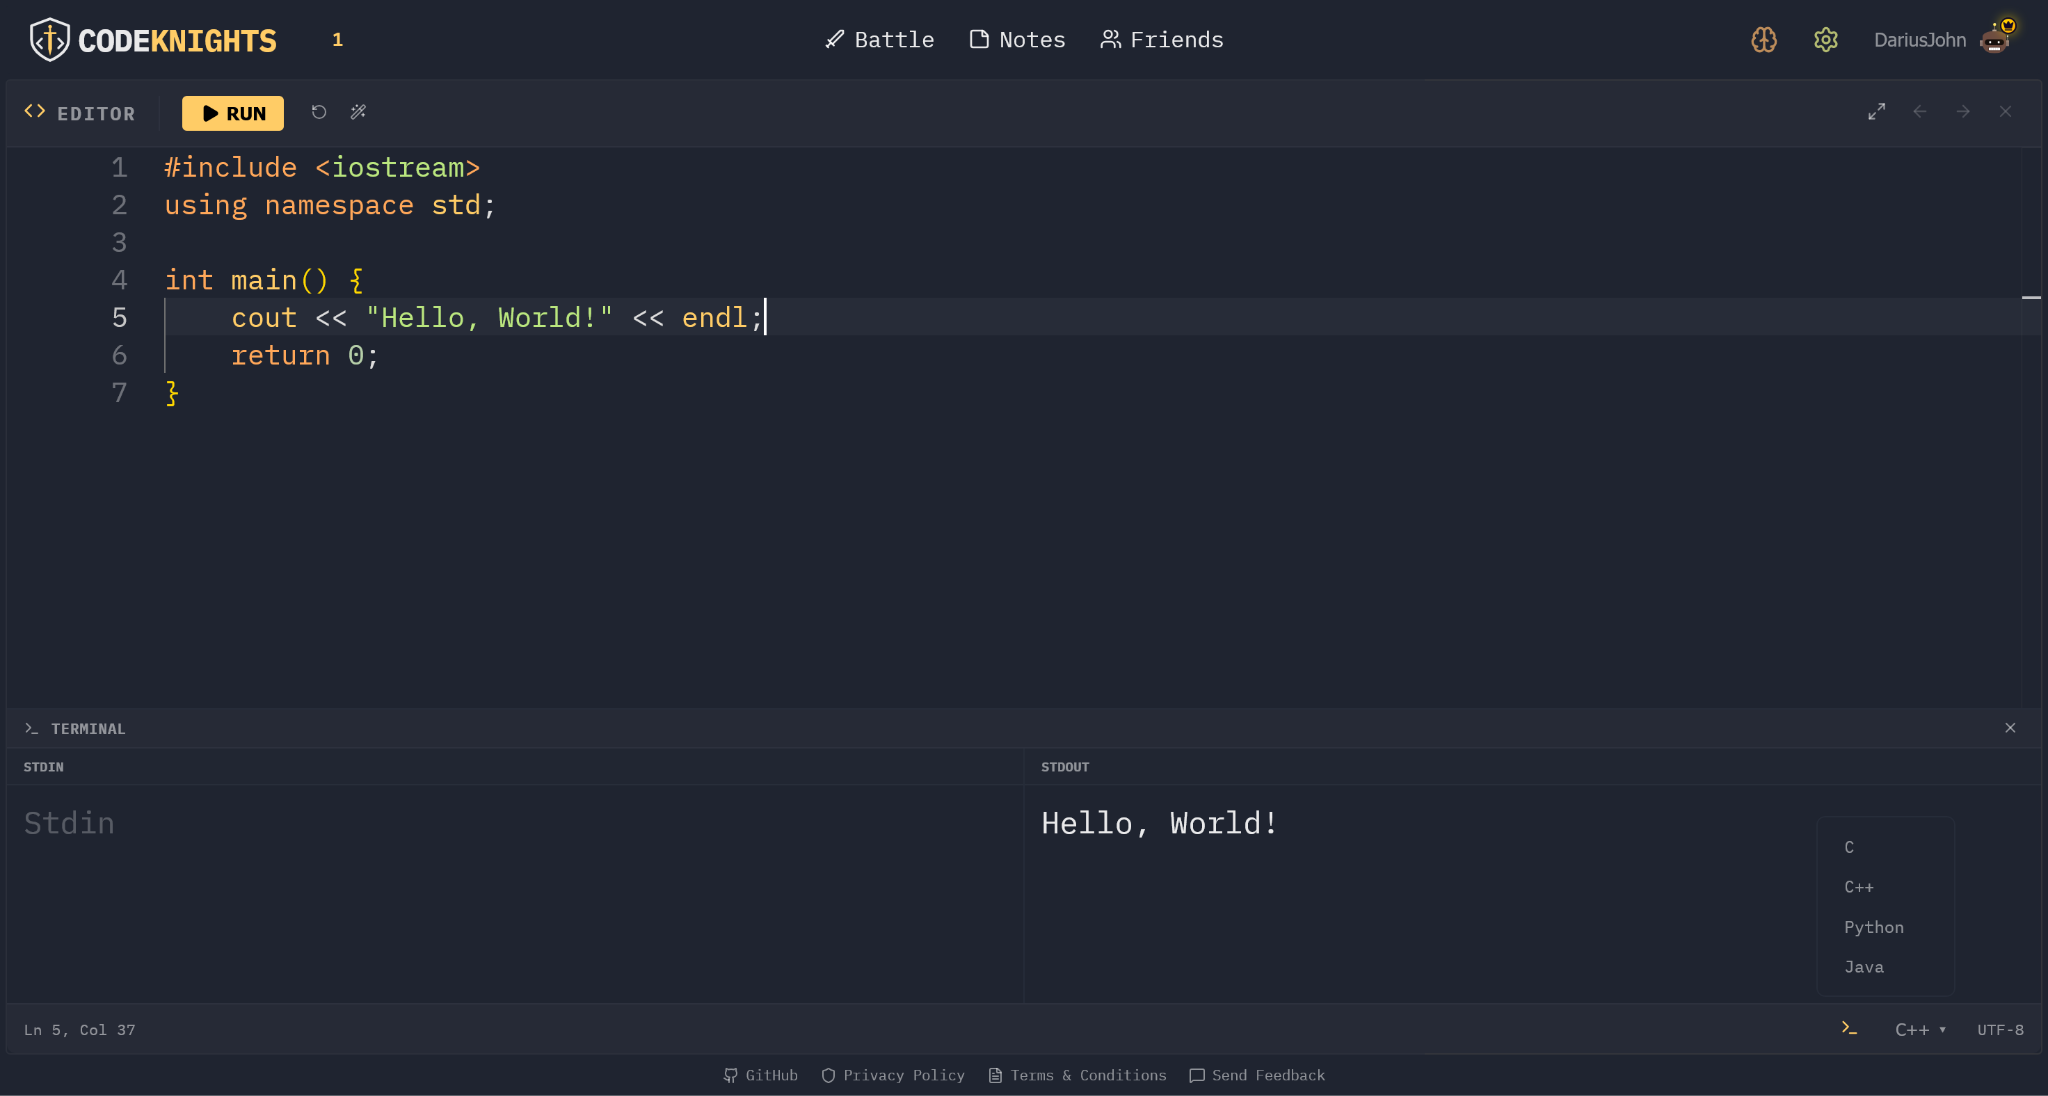 CODEKNIGHTS 1 Battle Notes Friends DariusJohn
<> EDITOR RUN
1 #include <iostream>
2 using namespace std;
3
4 int main() {
5     cout << "Hello, World!" << endl;
6     return 0;
7 }
>_ TERMINAL
STDIN STDOUT
Stdin
Hello, World!
C
C++
Python
Java
Ln 5, Col 37 >_ C++ ▾ UTF-8
GitHub Privacy Policy Terms & Conditions Send Feedback